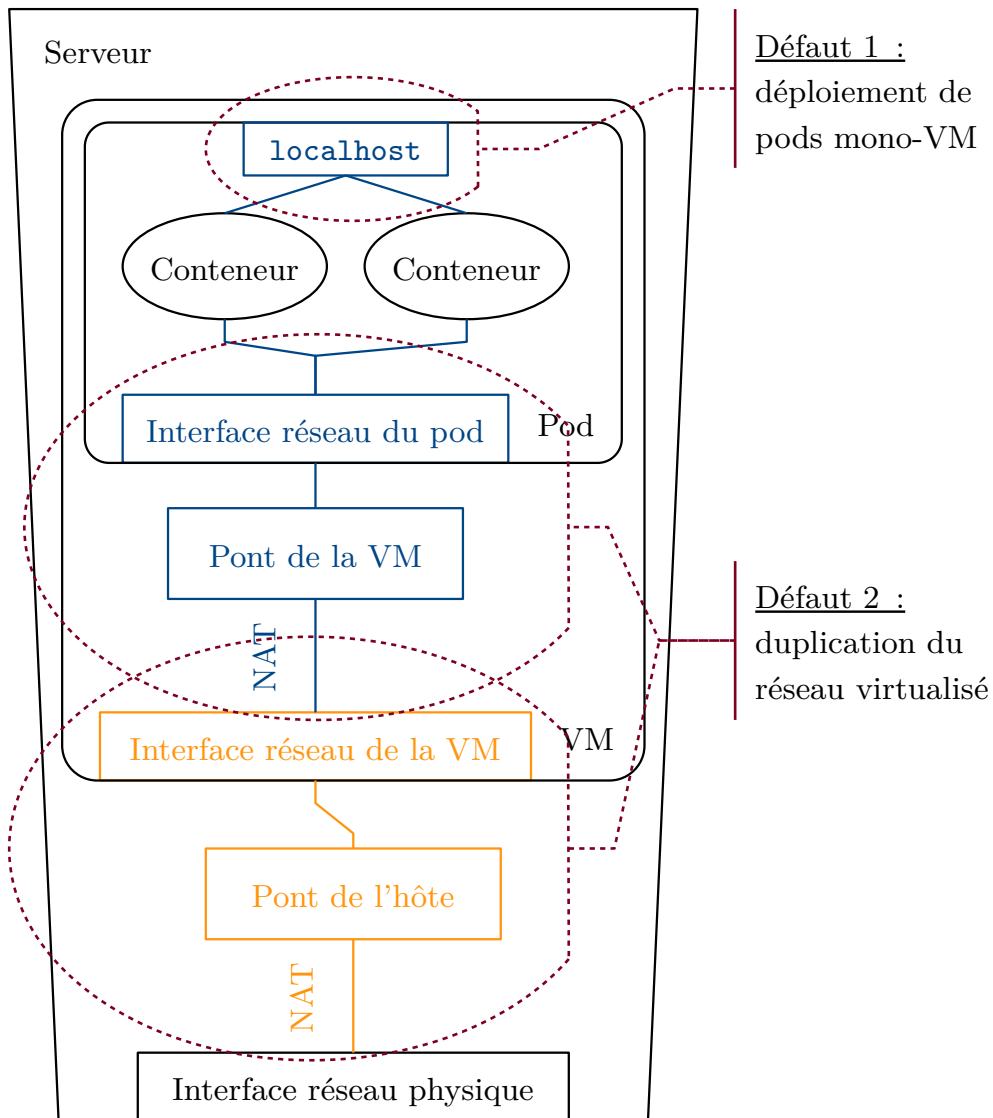 Serveur
Défaut 1 :
déploiement de
pods mono-VM
localhost
Conteneur
Conteneur
Interface réseau du pod
Pod
Pont de la VM
NAT
Défaut 2 :
duplication du
réseau virtualisé
Interface réseau de la VM
VM
Pont de l'hôte
NAT
Interface réseau physique